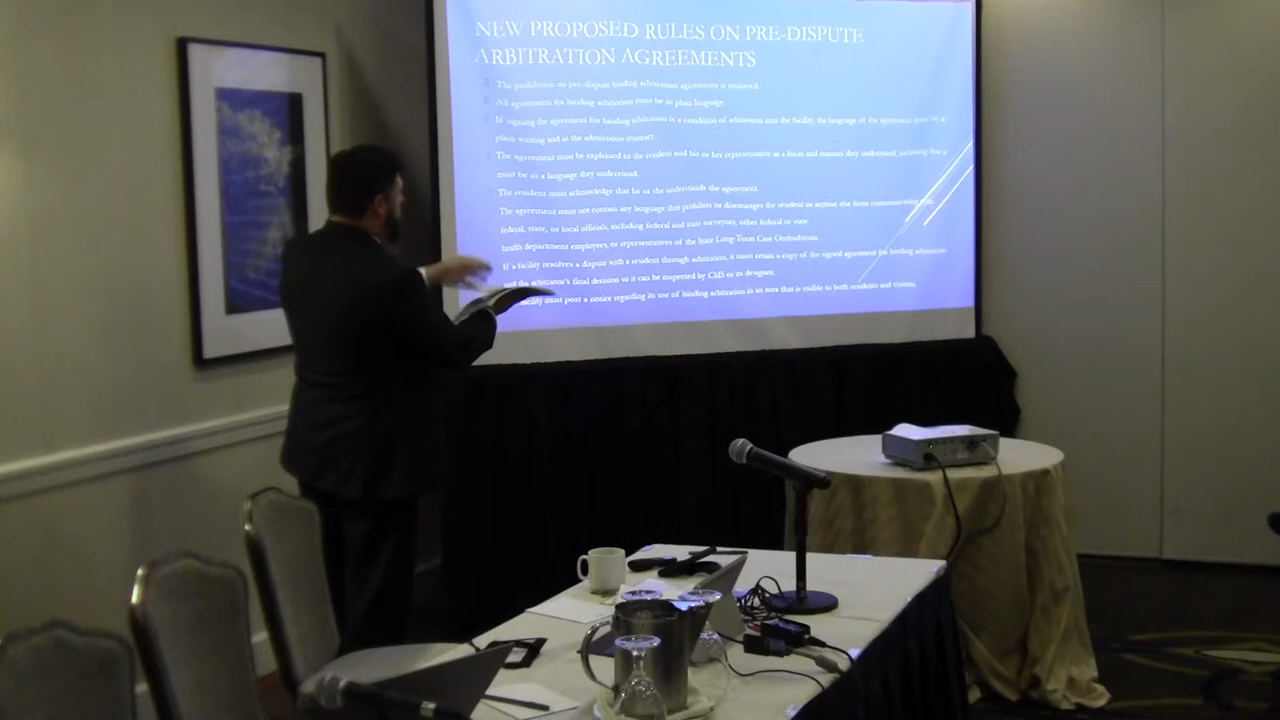 NEW PROPOSED RULES ON PRE-DISPUTE
ARBITRATION AGREEMENTS
The prohibition on pre-dispute binding arbitration agreements is removed.
All agreements for binding arbitration must be in plain language.
If signing the agreement for binding arbitration is a condition of admission into the facility, the language of the agreement must be in
plain writing and in the admissions contract.
The agreement must be explained to the resident and his or her representative in a form and manner they understand, including that it
must be in a language they understand.
The resident must acknowledge that he or she understands the agreement.
The agreement must not contain any language that prohibits or discourages the resident or anyone else from communicating with
federal, state, or local officials, including federal and state surveyors, other federal or state
health department employees, or representatives of the State Long-Term Care Ombudsman.
If a facility resolves a dispute with a resident through arbitration, it must retain a copy of the signed agreement for binding arbitration
and the arbitrator's final decision so it can be inspected by CMS or its designee.
facility must post a notice regarding its use of binding arbitration in an area that is visible to both residents and visitors.